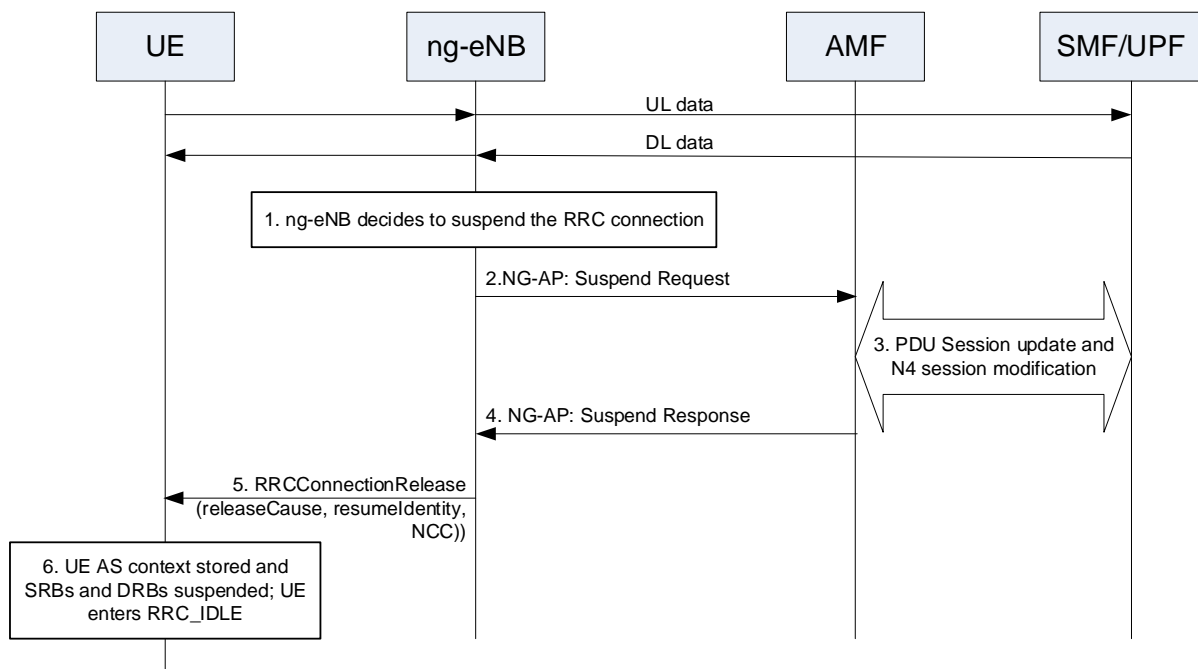 UE
ng-eNB
AMF
SMF/UPF
UL data
DL data
1. ng-eNB decides to suspend the RRC connection
2.NG-AP: Suspend Request
3. PDU Session update and
N4 session modification
4. NG-AP: Suspend Response
5. RRCConnectionRelease
(releaseCause, resumeIdentity,
NCC))
6. UE AS context stored and
SRBs and DRBs suspended; UE
enters RRC_IDLE